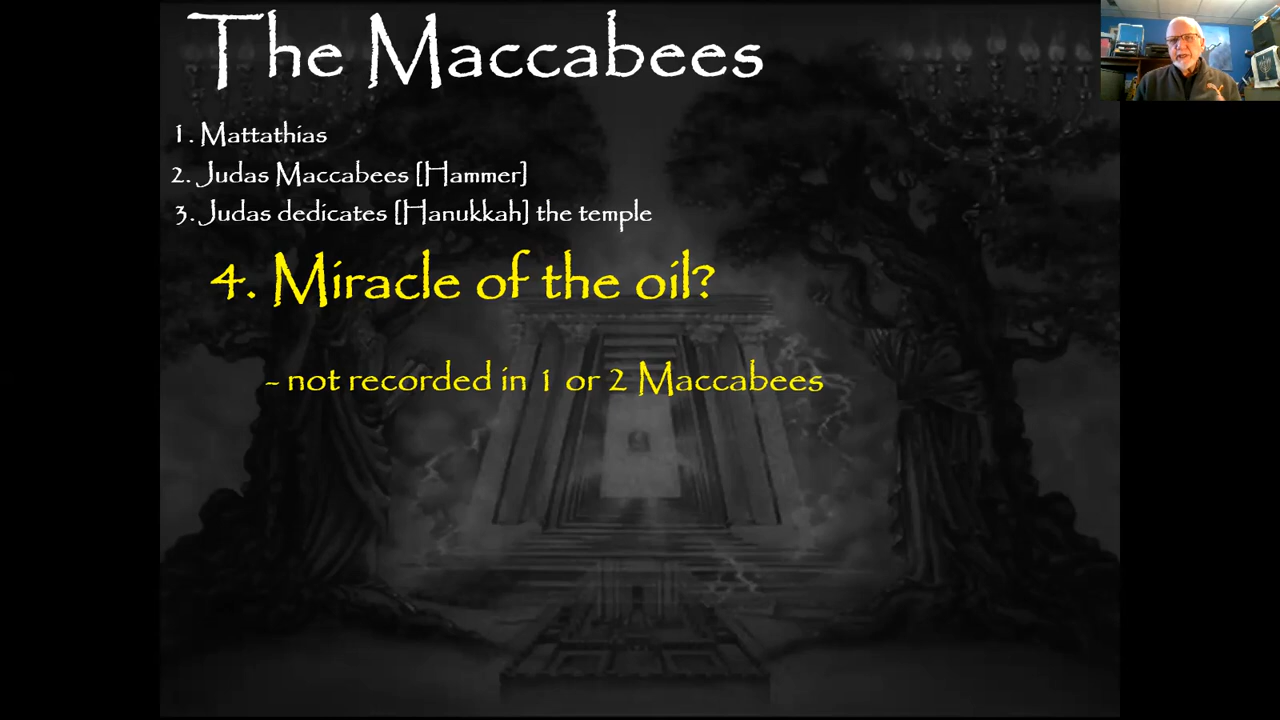 The Maccabees
1. Mattathias
2. Judas Maccabees [Hammer]
3. Judas dedicates [Hanukkah] the temple
4. Miracle of the oil?
- not recorded in 1 or 2 Maccabees